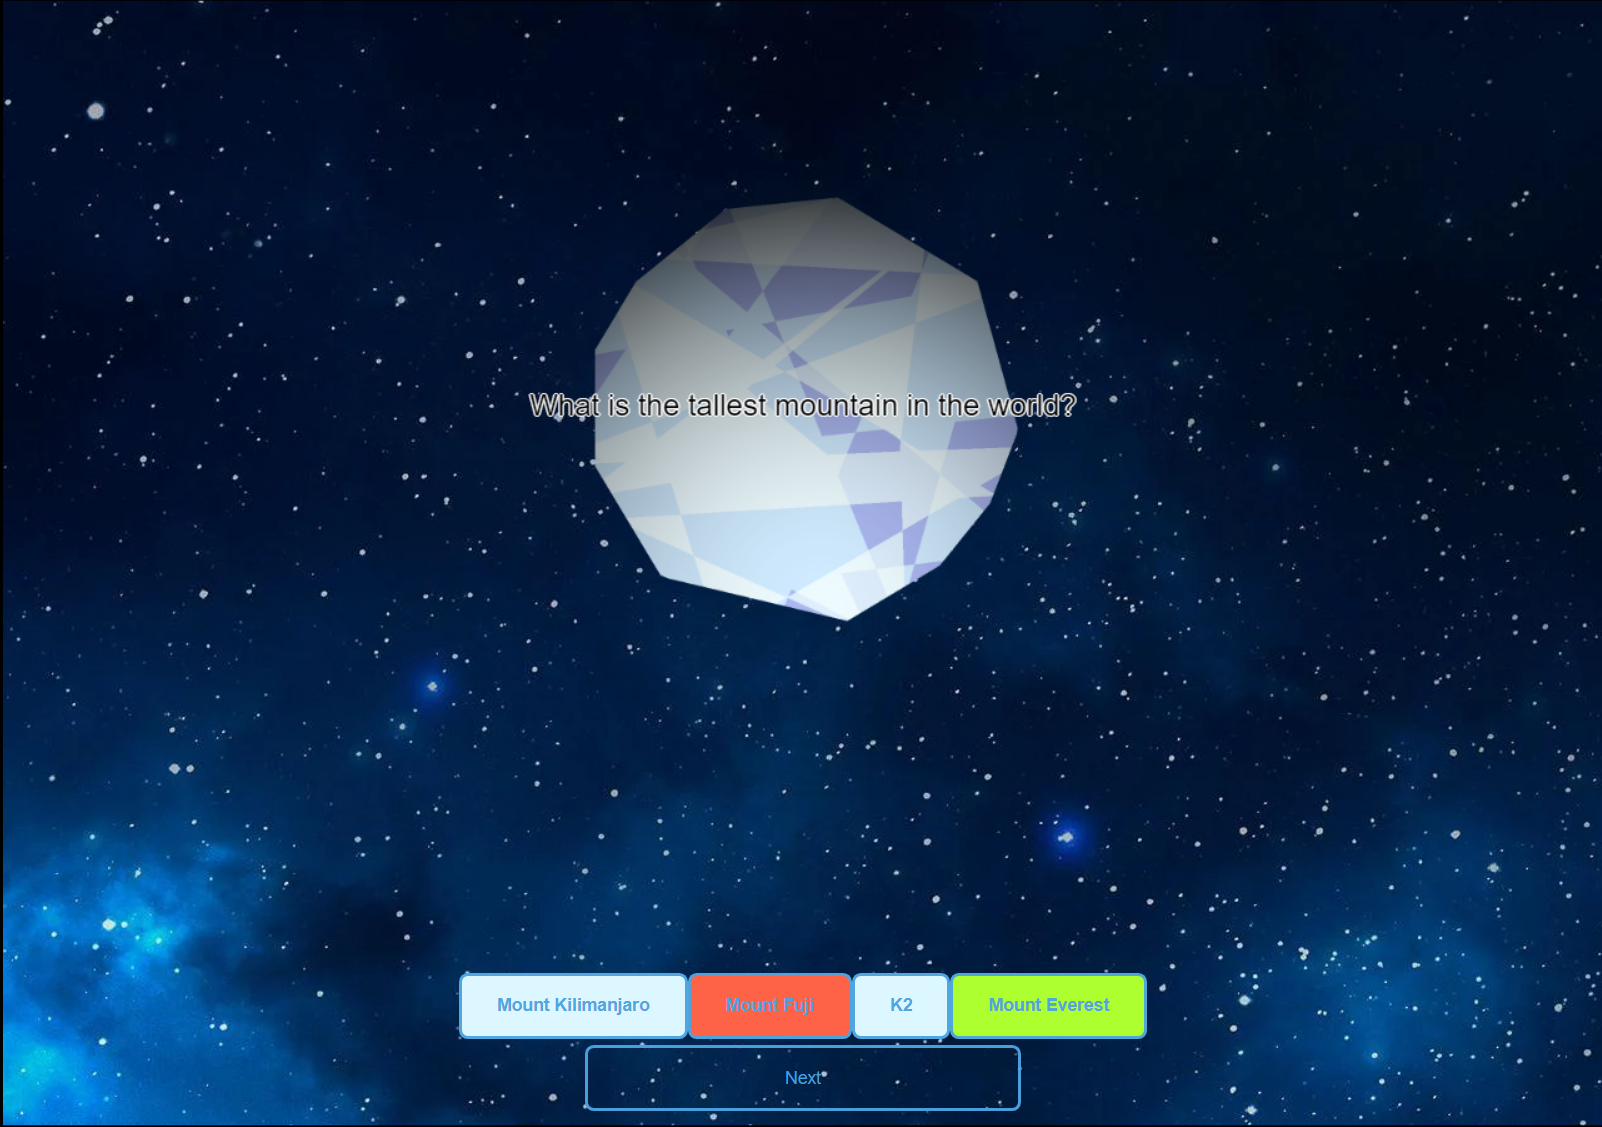 What is the tallest mountain in the world?
Mount Kilimanjaro Mount Fuji K2 Mount Everest
Next